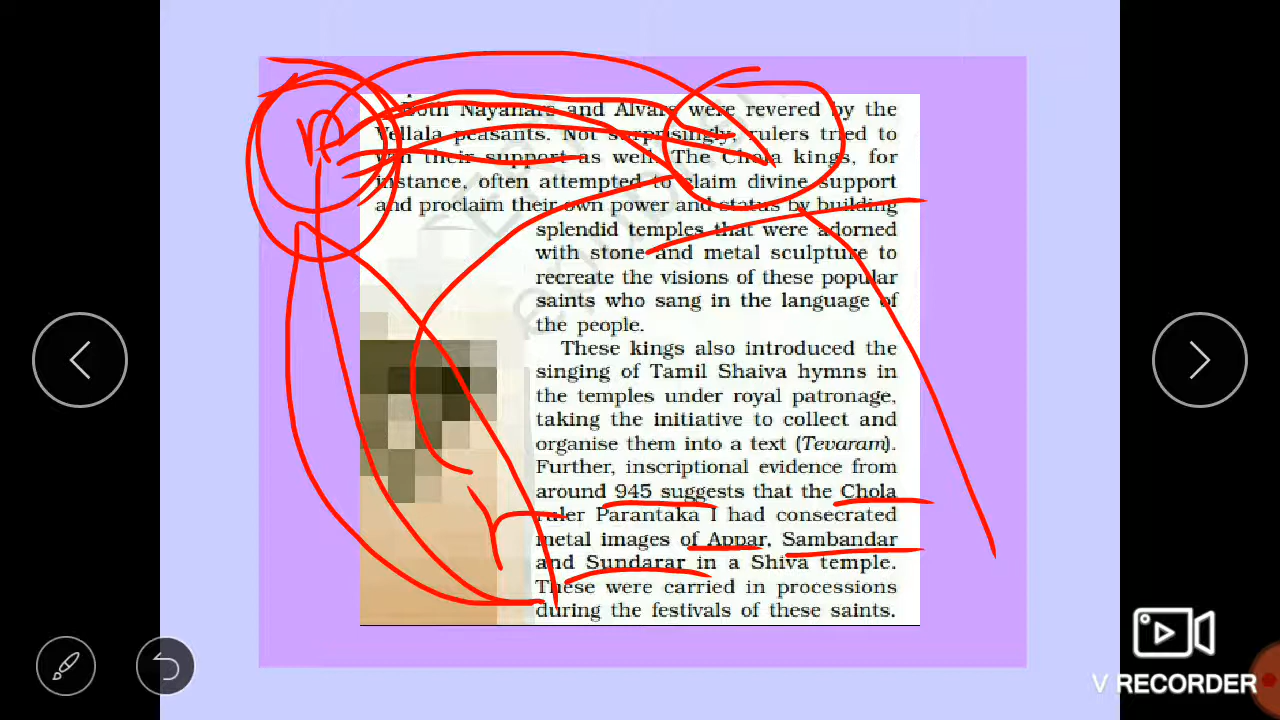 Both Nayanars and Alvars were revered by the
Vellala peasants. Not surprisingly, rulers tried to
win their support as well. The Chola kings, for
instance, often attempted to claim divine support
and proclaim their own power and status by building
splendid temples that were adorned
with stone and metal sculpture to
recreate the visions of these popular
saints who sang in the language of
the people.
These kings also introduced the
singing of Tamil Shaiva hymns in
the temples under royal patronage,
taking the initiative to collect and
organise them into a text (Tevaram).
Further, inscriptional evidence from
around 945 suggests that the Chola
ruler Parantaka I had consecrated
metal images of Appar, Sambandar
and Sundarar in a Shiva temple.
These were carried in processions
during the festivals of these saints.
V RECORDER